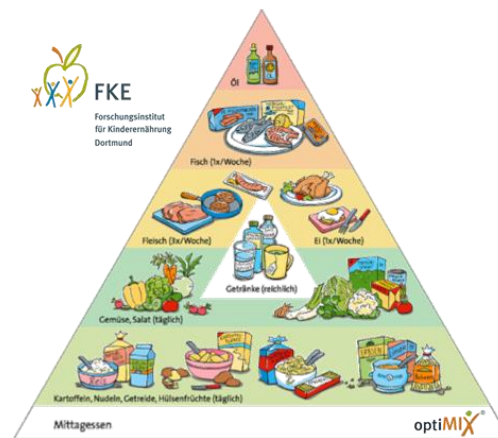 FKE
Forschungsinstitut
für Kinderernährung
Dortmund
Öl
Fisch (1x/Woche)
Fleisch (3x/Woche)
Ei (1x/Woche)
Getränke (reichlich)
Gemüse, Salat (täglich)
Reis
Kartoffeln, Nudeln, Getreide, Hülsenfrüchte (täglich)
Mittagessen
optiMIX